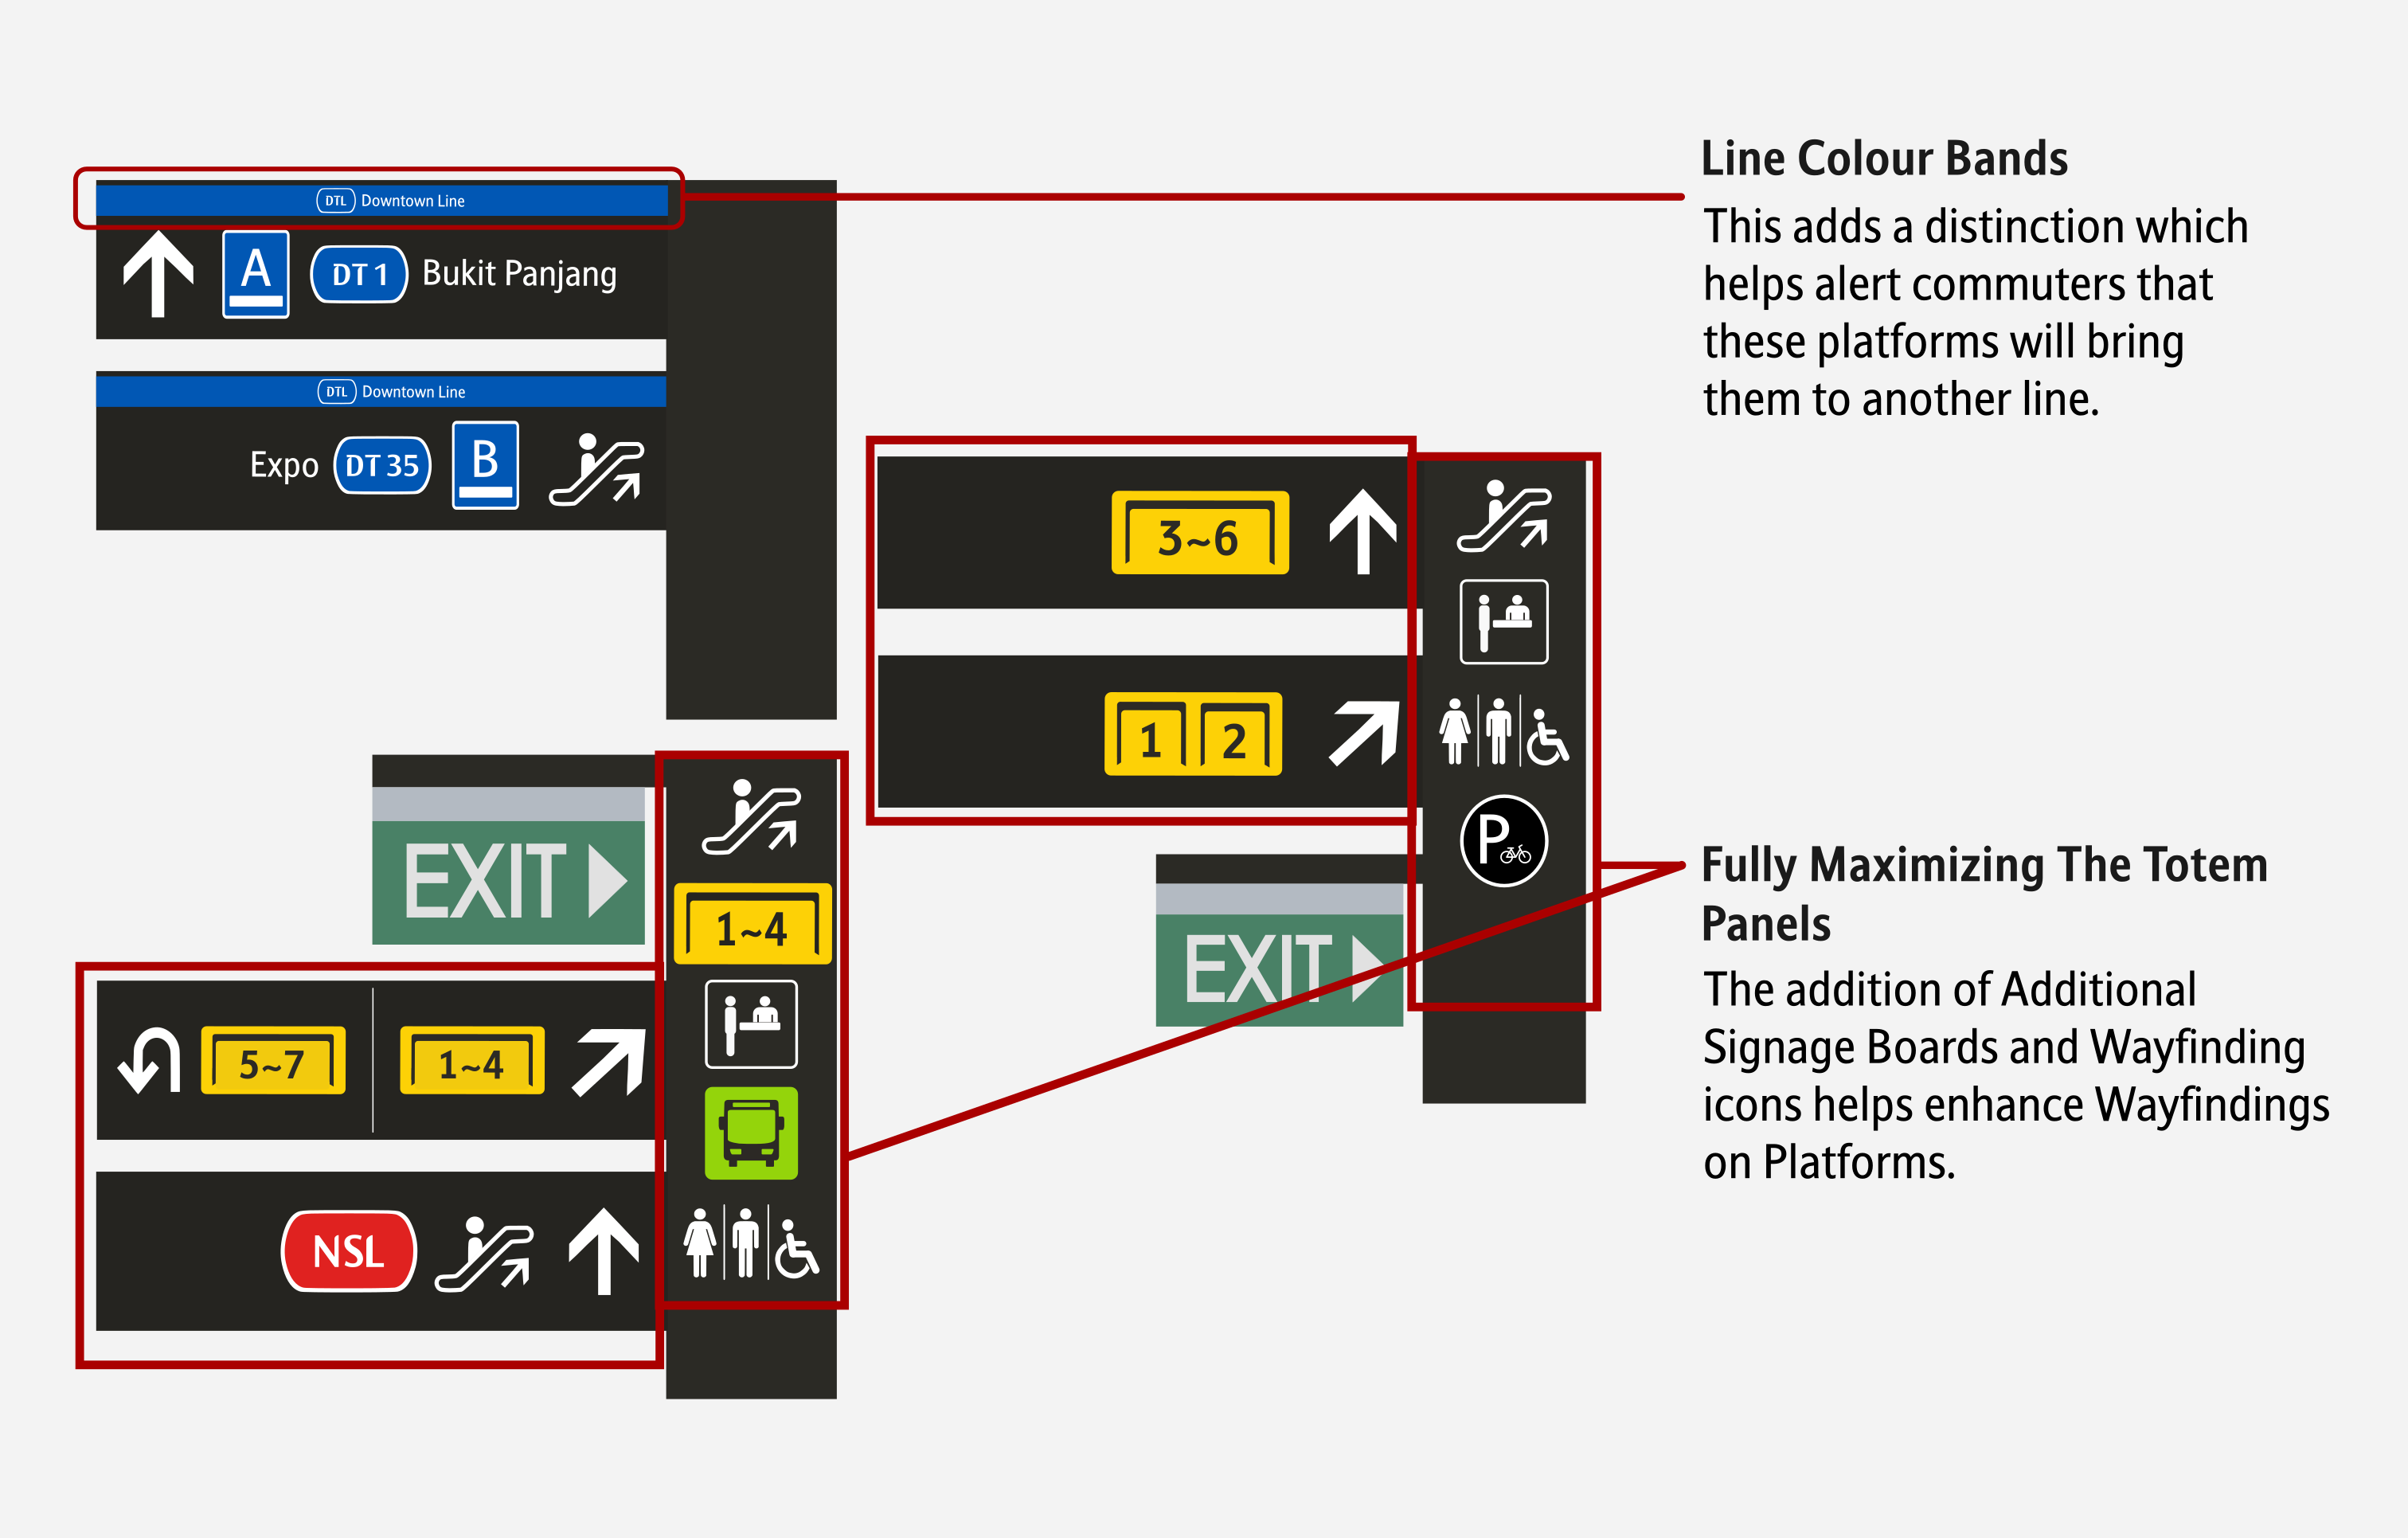 DTL Downtown Line
A DT 1 Bukit Panjang
DTL Downtown Line
Expo DT 35 B
EXIT
1~4
5~7 1~4
NSL
3~6
1 2
P
EXIT
Line Colour Bands
This adds a distinction which
helps alert commuters that
these platforms will bring
them to another line.
Fully Maximizing The Totem
Panels
The addition of Additional
Signage Boards and Wayfinding
icons helps enhance Wayfindings
on Platforms.